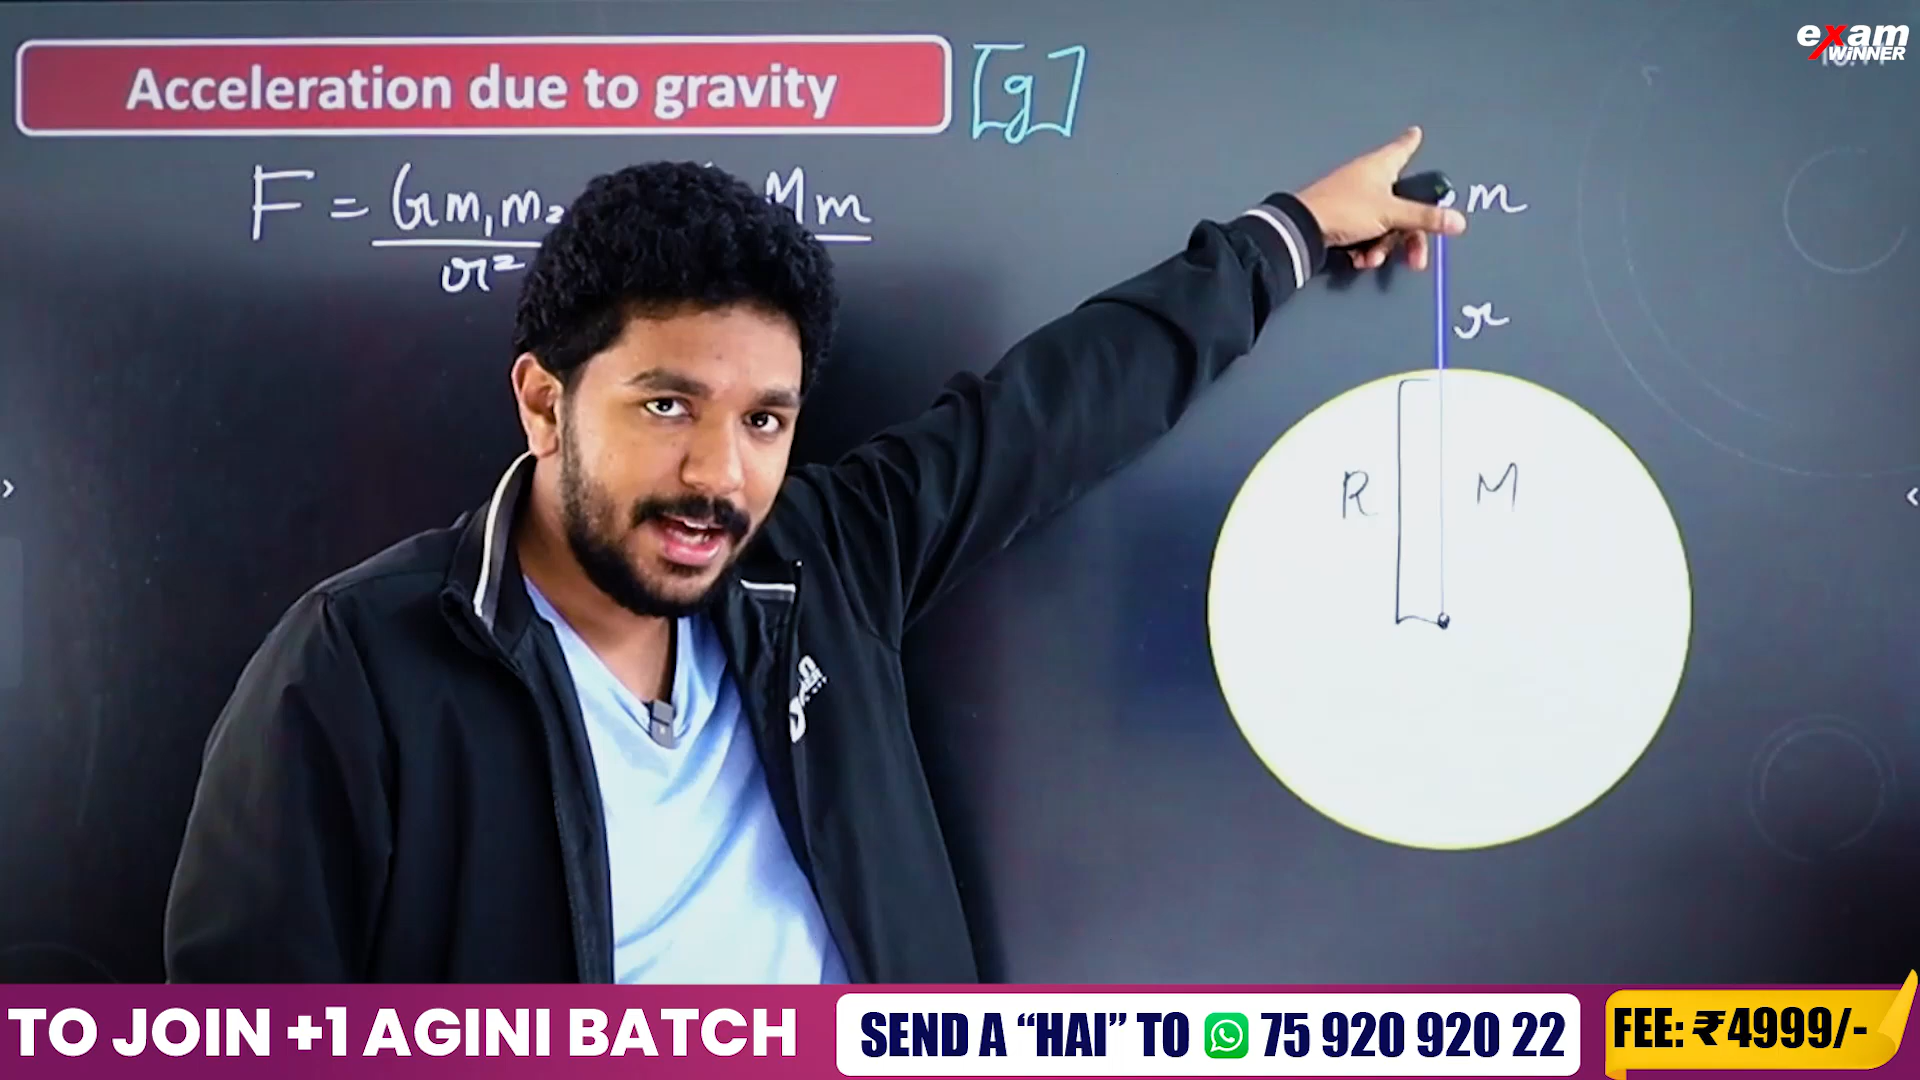 exam
WiNNER
Acceleration due to gravity [g]
F = Gm₁m₂ Mm
r²
m
r
R M
TO JOIN +1 AGINI BATCH
SEND A “HAI” TO 75 920 920 22
FEE: ₹4999/-